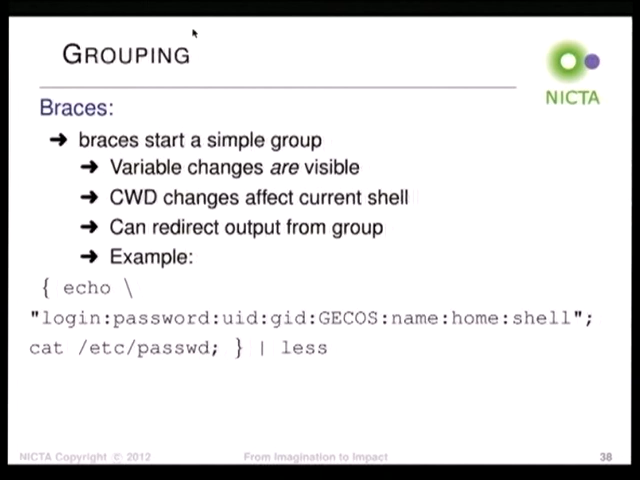 GROUPING
NICTA
Braces:
➔ braces start a simple group
➔ Variable changes are visible
➔ CWD changes affect current shell
➔ Can redirect output from group
➔ Example:
{ echo \
"login:password:uid:gid:GECOS:name:home:shell";
cat /etc/passwd; } | less
NICTA Copyright © 2012
From Imagination to Impact
38